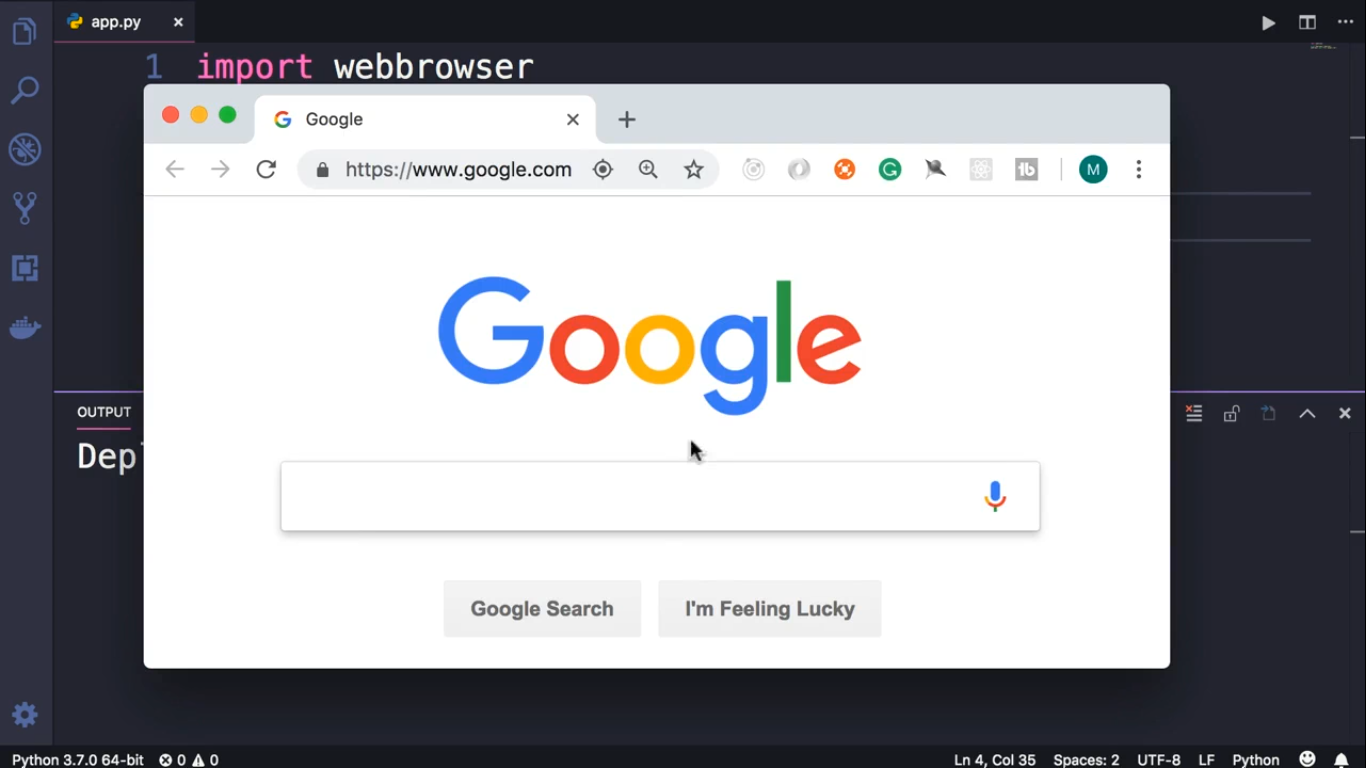 app.py
1 import webbrowser
Google
https://www.google.com
G
tb
M
Google
OUTPUT
Dep
Google Search
I'm Feeling Lucky
Python 3.7.0 64-bit 0 0 Ln 4, Col 35 Spaces: 2 UTF-8 LF Python